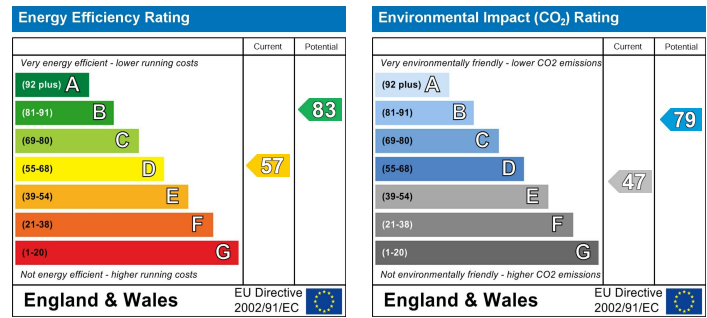 Energy Efficiency Rating
Current Potential
Very energy efficient - lower running costs
(92 plus) A
(81-91) B
83
(69-80) C
(55-68) D
57
(39-54) E
(21-38) F
(1-20) G
Not energy efficient - higher running costs
England & Wales
EU Directive
2002/91/EC
Environmental Impact (CO₂) Rating
Current Potential
Very environmentally friendly - lower CO2 emissions
(92 plus) A
(81-91) B
79
(69-80) C
(55-68) D
(39-54) E
47
(21-38) F
(1-20) G
Not environmentally friendly - higher CO2 emissions
England & Wales
EU Directive
2002/91/EC